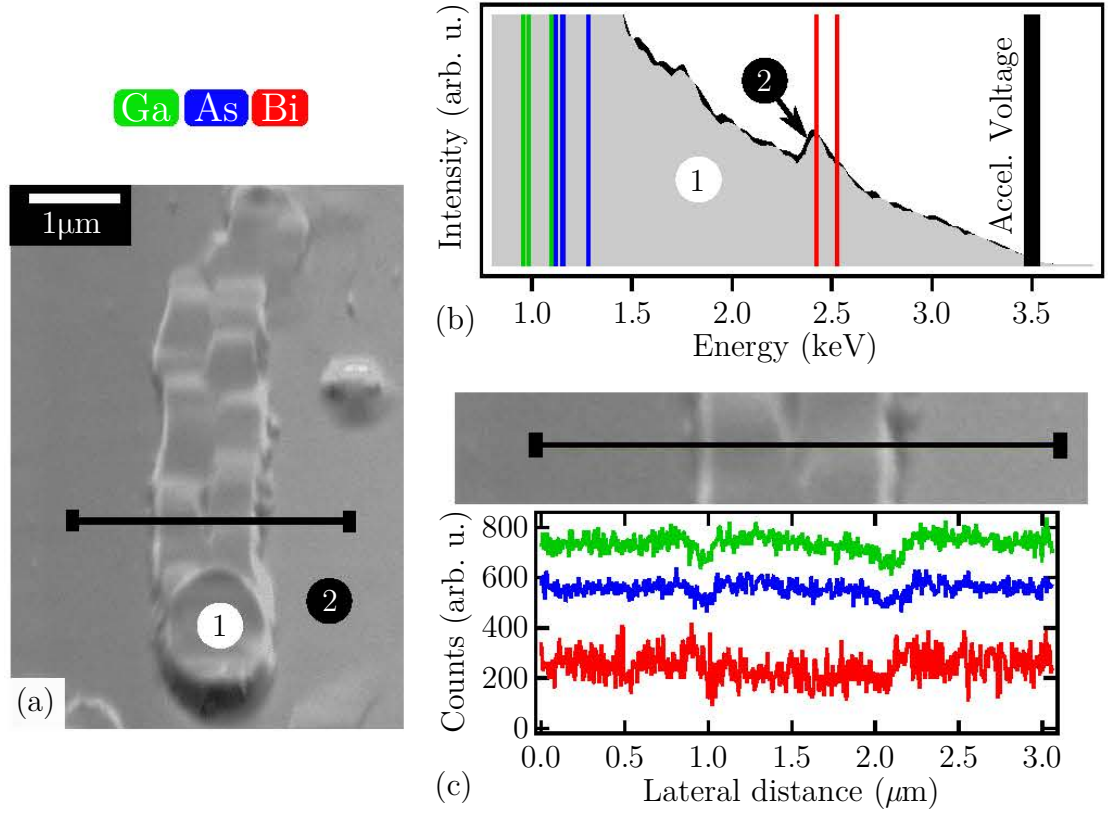 Ga As Bi
1µm
1
2
(a)
Intensity (arb. u.)
2
1
Accel. Voltage
1.0 1.5 2.0 2.5 3.0 3.5
Energy (keV)
(b)
Counts (arb. u.)
800
600
400
200
0
0.0 0.5 1.0 1.5 2.0 2.5 3.0
Lateral distance (µm)
(c)